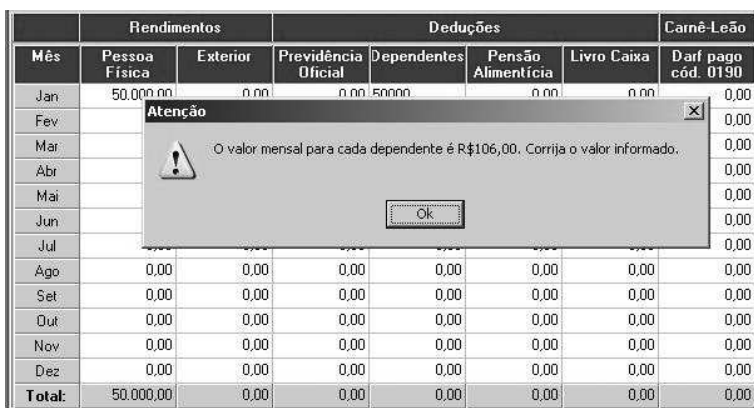 Rendimentos Deduções Carnê-Leão
Mês Pessoa Física Exterior Previdência Oficial Dependentes Pensão Alimentícia Livro Caixa Darf pago cód. 0190
Jan 50.000,00 0,00 0,00 50000 0,00 0,00 0,00
Atenção
Fev 0,00
Mar 0,00
O valor mensal para cada dependente é R$106,00. Corrija o valor informado.
Abr 0,00
Mai 0,00
Ok
Jun 0,00
Jul 0,00
Ago 0,00 0,00 0,00 0,00 0,00 0,00 0,00
Set 0,00 0,00 0,00 0,00 0,00 0,00 0,00
Out 0,00 0,00 0,00 0,00 0,00 0,00 0,00
Nov 0,00 0,00 0,00 0,00 0,00 0,00 0,00
Dez 0,00 0,00 0,00 0,00 0,00 0,00 0,00
Total: 50.000,00 0,00 0,00 0,00 0,00 0,00 0,00